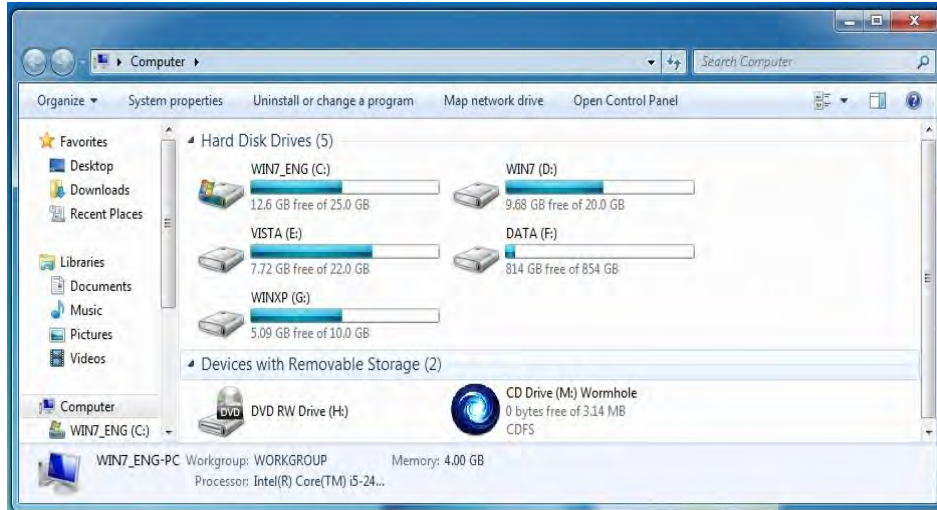 Computer
Search Computer
Organize System properties Uninstall or change a program Map network drive Open Control Panel
Favorites
Desktop
Downloads
Recent Places
Libraries
Documents
Music
Pictures
Videos
Computer
WIN7_ENG (C:)
Hard Disk Drives (5)
WIN7_ENG (C:)
12.6 GB free of 25.0 GB
WIN7 (D:)
9.68 GB free of 20.0 GB
VISTA (E:)
7.72 GB free of 22.0 GB
DATA (F:)
814 GB free of 854 GB
WINXP (G:)
5.09 GB free of 10.0 GB
Devices with Removable Storage (2)
DVD
DVD RW Drive (H:)
CD Drive (M:) Wormhole
0 bytes free of 3.14 MB
CDFS
WIN7_ENG-PC Workgroup: WORKGROUP Memory: 4.00 GB
Processor: Intel(R) Core(TM) i5-24...